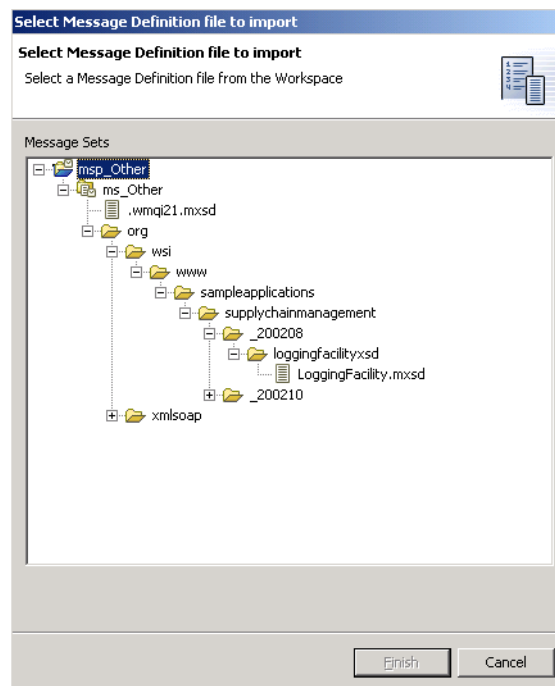 Select Message Definition file to import
Select Message Definition file to import
Select a Message Definition file from the Workspace
Message Sets
msp_Other
ms_Other
.wmqi21.mxsd
org
wsi
www
sampleapplications
supplychainmanagement
_200208
loggingfacilityxsd
LoggingFacility.mxsd
_200210
xmlsoap
Finish Cancel